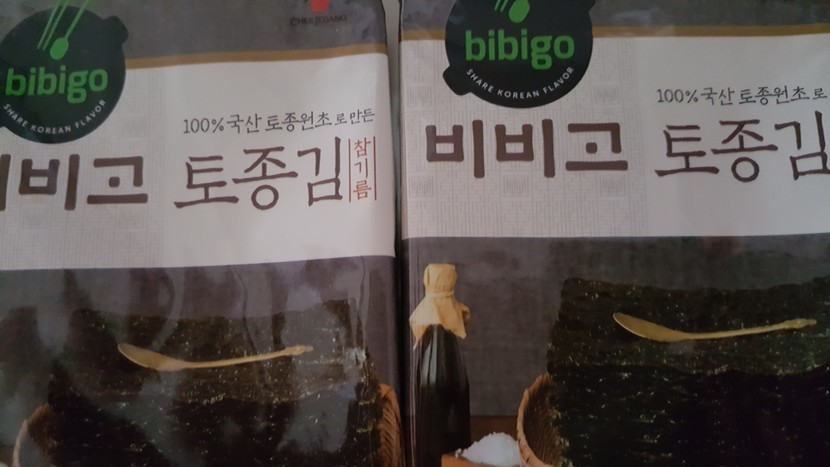 CHEILJEDANG
bibigo
SHARE KOREAN FLAVOR
100% 국산 토종원초로 만든
비비고 토종김
참기름
bibigo
SHARE KOREAN FLAVOR
100% 국산 토종원초로
비비고 토종김